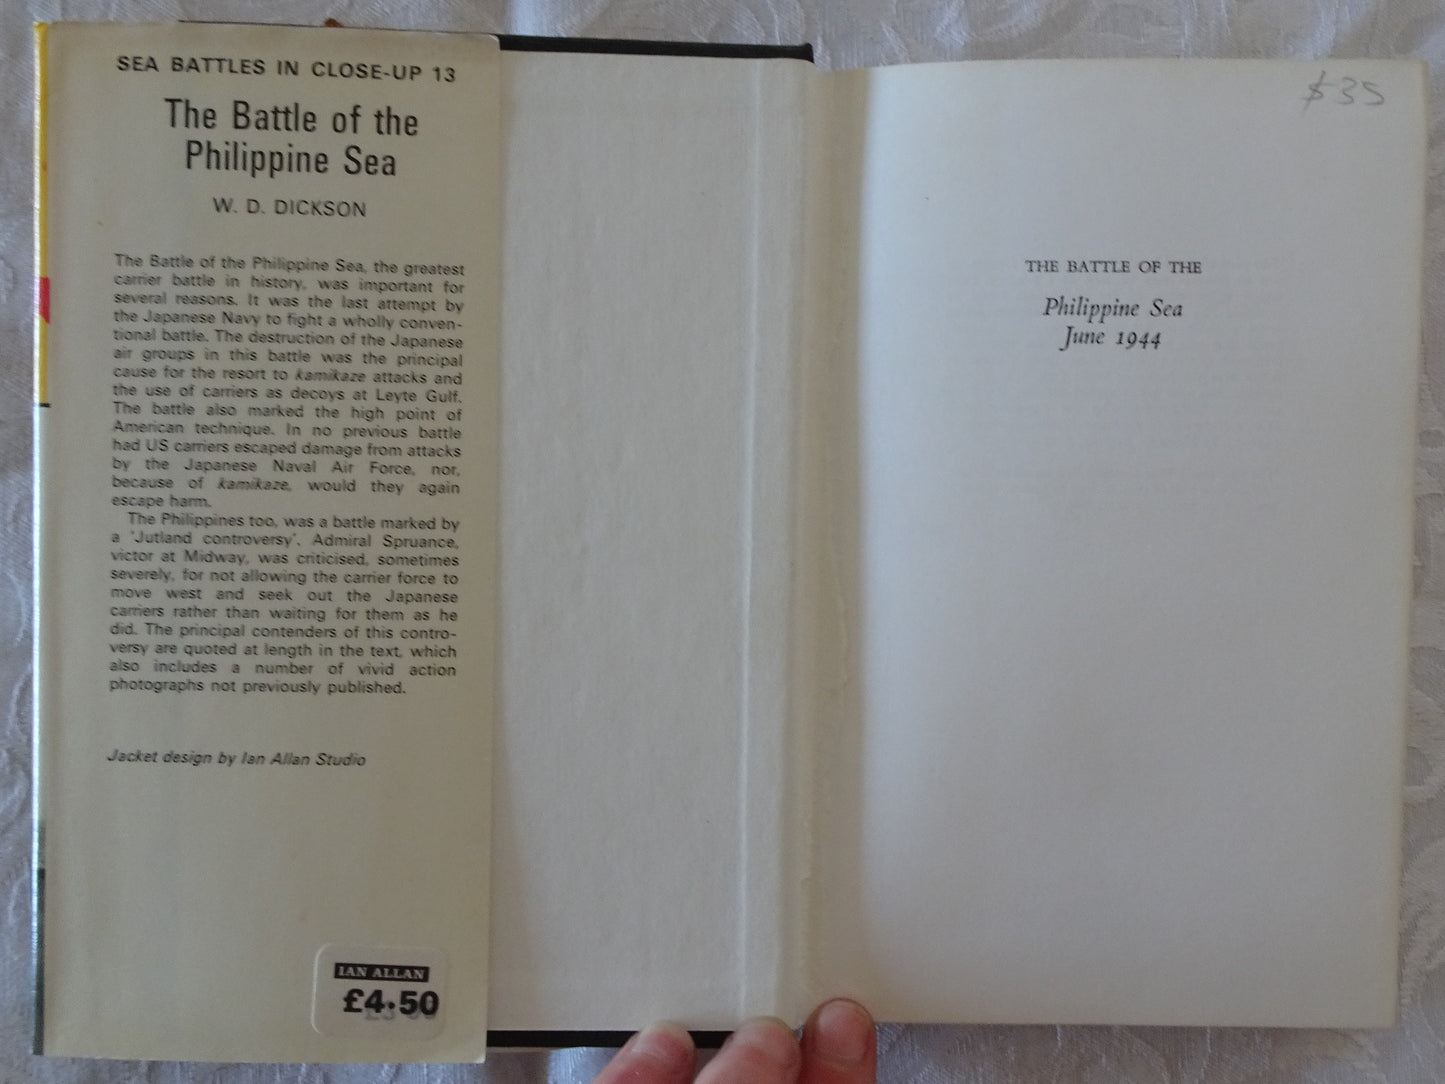 SEA BATTLES IN CLOSE-UP 13
The Battle of the
Philippine Sea
W. D. DICKSON
The Battle of the Philippine Sea, the greatest
carrier battle in history, was important for
several reasons. It was the last attempt by
the Japanese Navy to fight a wholly conven-
tional battle. The destruction of the Japanese
air groups in this battle was the principal
cause for the resort to kamikaze attacks and
the use of carriers as decoys at Leyte Gulf.
The battle also marked the high point of
American technique. In no previous battle
had US carriers escaped damage from attacks
by the Japanese Naval Air Force, nor,
because of kamikaze, would they again
escape harm.
The Philippines too, was a battle marked by
a 'Jutland controversy'. Admiral Spruance,
victor at Midway, was criticised, sometimes
severely, for not allowing the carrier force to
move west and seek out the Japanese
carriers rather than waiting for them as he
did. The principal contenders of this contro-
versy are quoted at length in the text, which
also includes a number of vivid action
photographs not previously published.
Jacket design by Ian Allan Studio
IAN ALLAN
£4·50
$35
THE BATTLE OF THE
Philippine Sea
June 1944